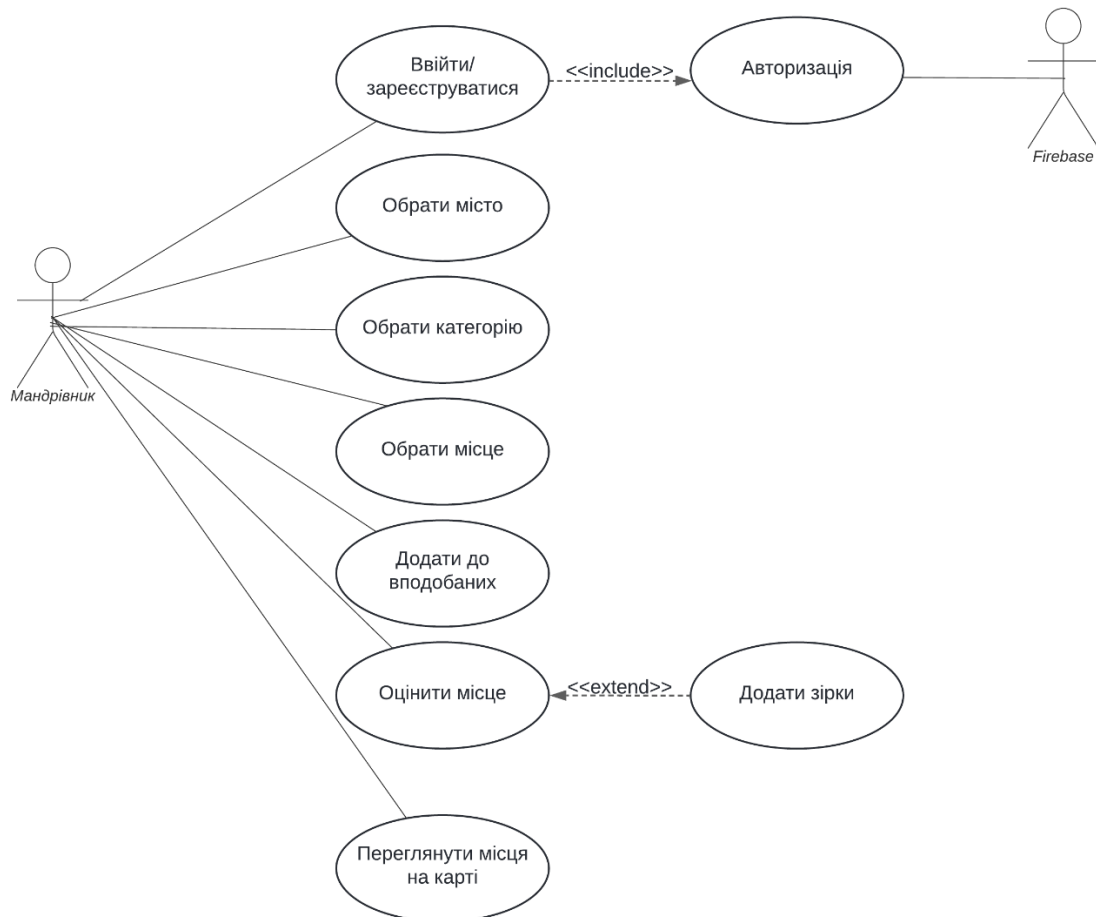 Ввійти/
зареєструватися
<<include>>
Авторизація
Firebase
Обрати місто
Обрати категорію
Мандрівник
Обрати місце
Додати до
вподобаних
Оцінити місце
<<extend>>
Додати зірки
Переглянути місця
на карті